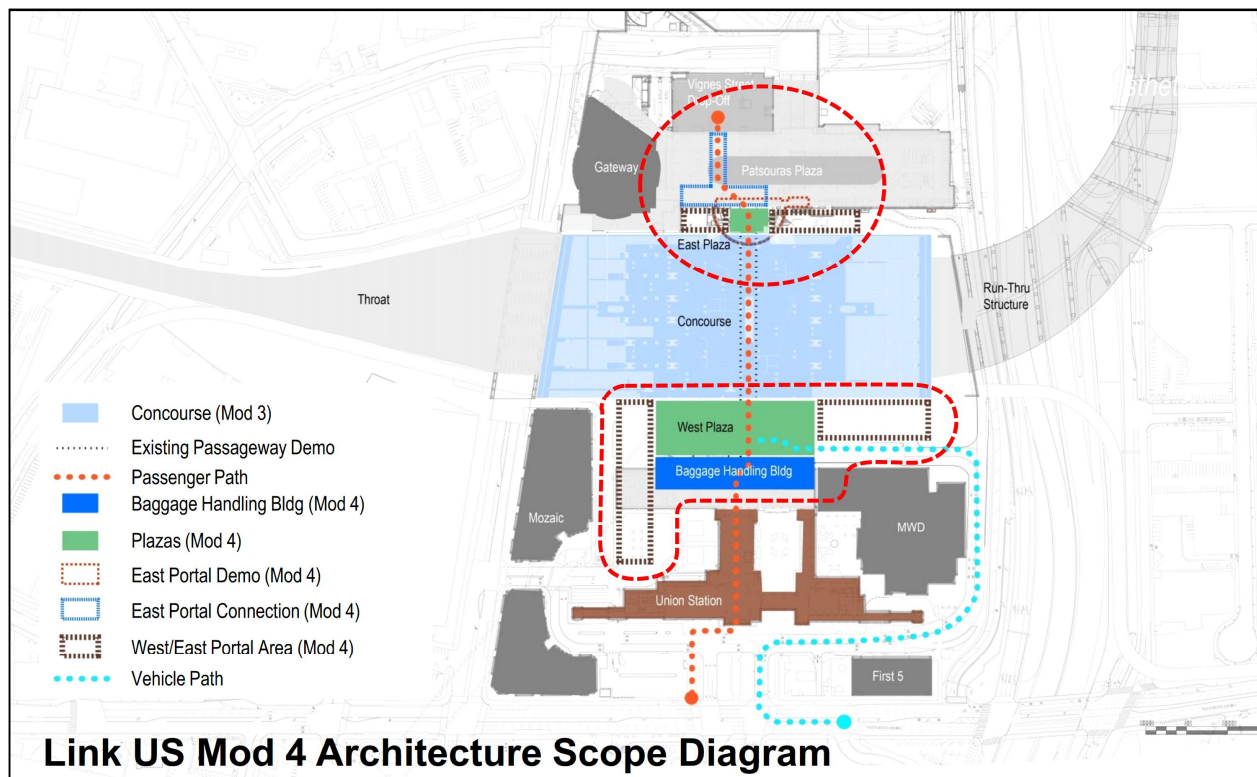 Vignes Street
Drop-Off
Gateway
Patsouras Plaza
East Plaza
Throat
Run-Thru
Structure
Concourse
Concourse (Mod 3)
Existing Passageway Demo
Passenger Path
Baggage Handling Bldg (Mod 4)
Plazas (Mod 4)
East Portal Demo (Mod 4)
East Portal Connection (Mod 4)
West/East Portal Area (Mod 4)
Vehicle Path
West Plaza
Baggage Handling Bldg
Mozaic
MWD
Union Station
First 5
Link US Mod 4 Architecture Scope Diagram